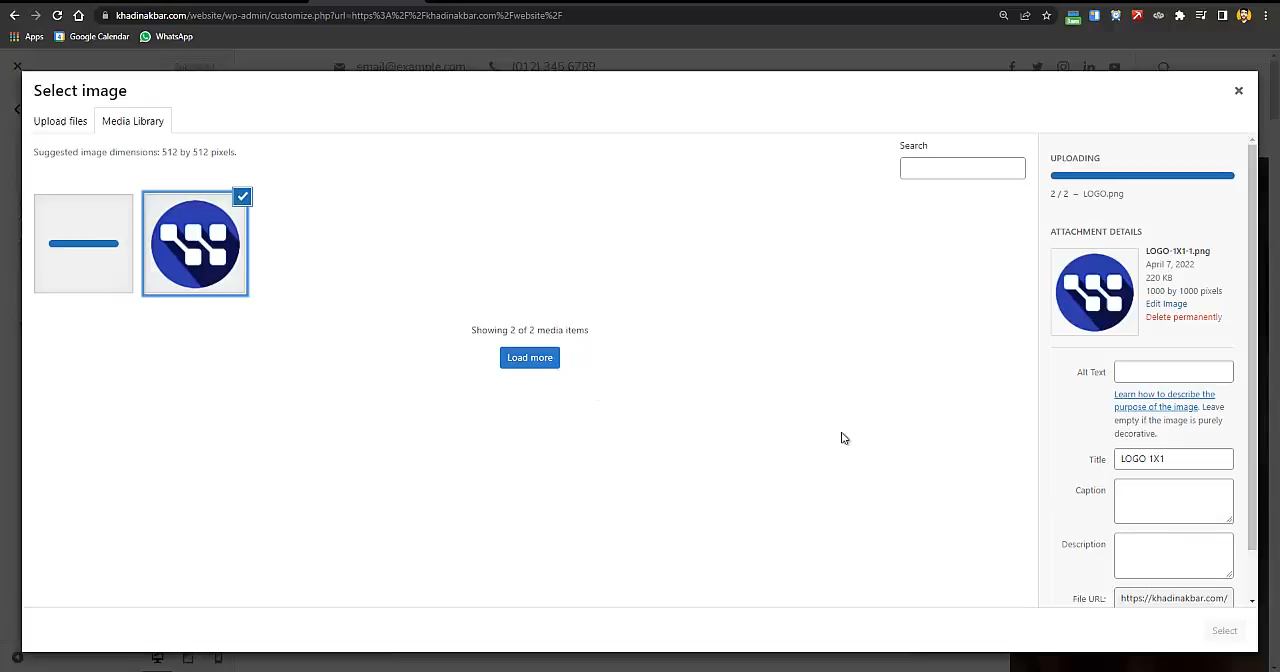 khadinakbar.com/website/wp-admin/customize.php?url=https%3A%2F%2Fkhadinakbar.com%2Fwebsite%2F
Apps Google Calendar WhatsApp
email@example.com (012) 345 6789
Select image
Upload files Media Library
Suggested image dimensions: 512 by 512 pixels.
Search
Showing 2 of 2 media items
Load more
UPLOADING
2 / 2 – LOGO.png
ATTACHMENT DETAILS
LOGO-1X1-1.png
April 7, 2022
220 KB
1000 by 1000 pixels
Edit Image
Delete permanently
Alt Text
Learn how to describe the
purpose of the image. Leave
empty if the image is purely
decorative.
Title LOGO 1X1
Caption
Description
File URL: https://khadinakbar.com/
Select